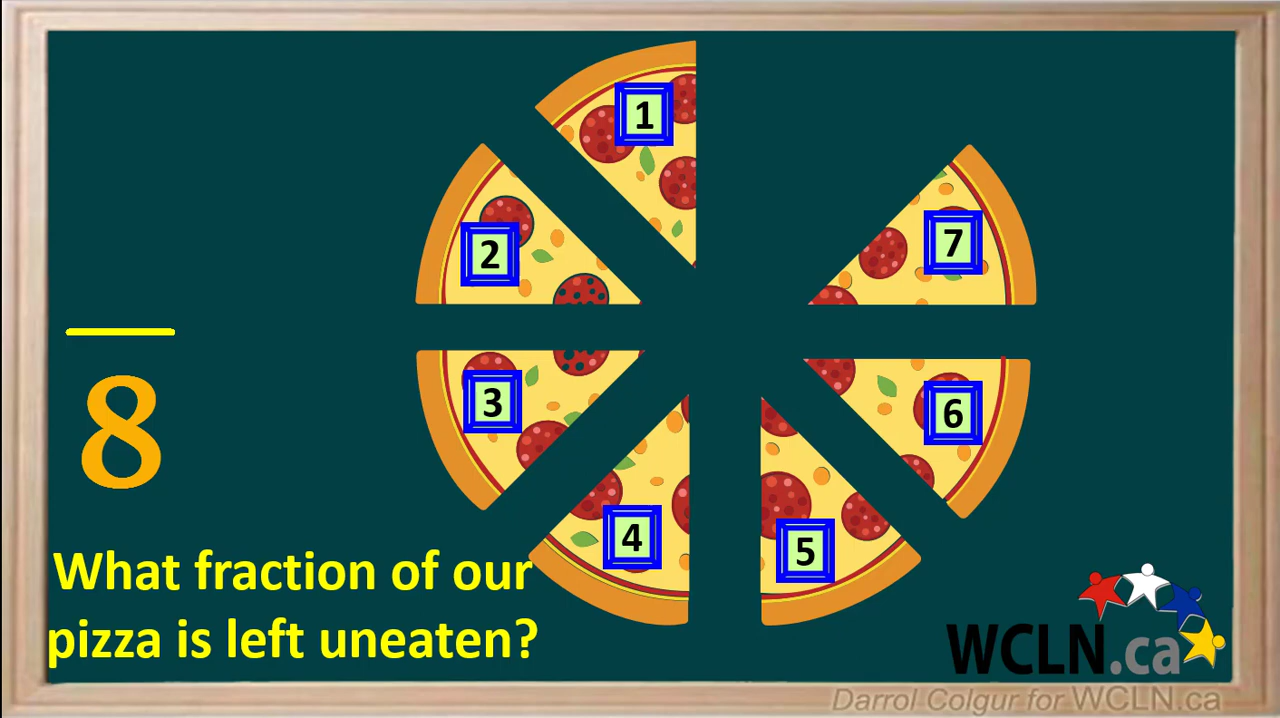 1
2
7
3
6
8
4
5
What fraction of our
pizza is left uneaten?
WCLN.ca
Darrol Colgur for WCLN.ca